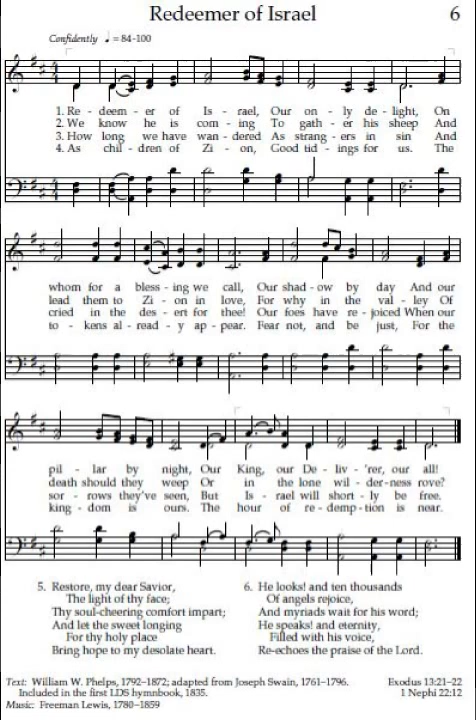 Redeemer of Israel 6
Confidently ♩ = 84-100
1. Re - deem - er of Is - rael, Our on - ly de - light, On
2. We know he is com - ing To gath - er his sheep And
3. How long we have wan - dered As strang - ers in sin And
4. As chil - dren of Zi - on, Good tid - ings for us. The
whom for a bless - ing we call, Our shad - ow by day And our
lead them to Zi - on in love, For why in the val - ley Of
cried in the des - ert for thee! Our foes have re - joiced When our
to - kens al - read - y ap - pear. Fear not, and be just, For the
pil - lar by night, Our King, our De - liv - 'rer, our all!
death should they weep Or in the lone wil - der - ness rove?
sor - rows they've seen, But Is - rael will short - ly be free.
king - dom is ours. The hour of re - demp - tion is near.
5. Restore, my dear Savior,
The light of thy face;
Thy soul-cheering comfort impart;
And let the sweet longing
For thy holy place
Bring hope to my desolate heart.
6. He looks! and ten thousands
Of angels rejoice,
And myriads wait for his word;
He speaks! and eternity,
Filled with his voice,
Re-echoes the praise of the Lord.
Text: William W. Phelps, 1792–1872; adapted from Joseph Swain, 1761–1796.
Included in the first LDS hymnbook, 1835.
Music: Freeman Lewis, 1780–1859
Exodus 13:21–22
1 Nephi 22:12